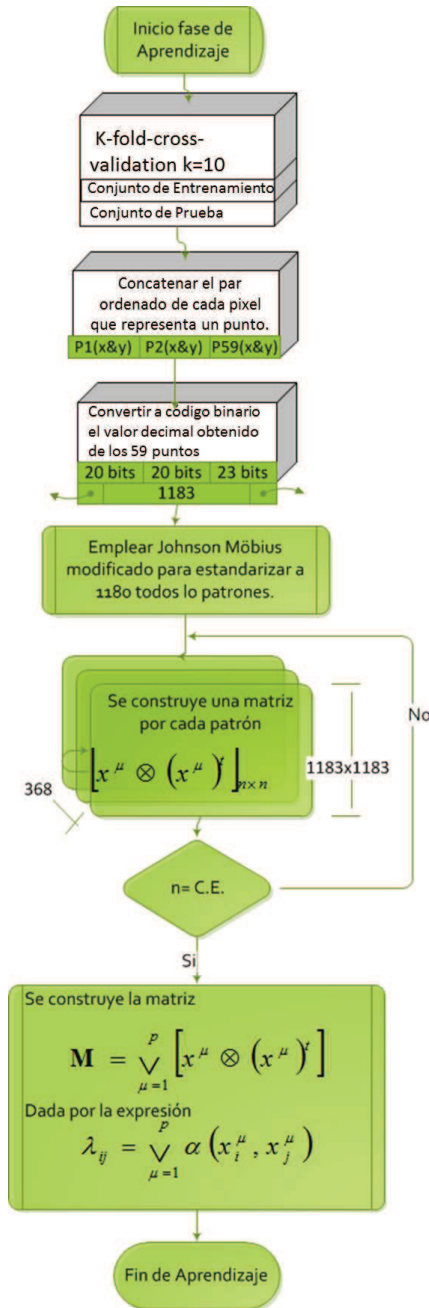 Inicio fase de
Aprendizaje
K-fold-cross-
validation k=10
Conjunto de Entrenamiento
Conjunto de Prueba
Concatenar el par
ordenado de cada pixel
que representa un punto.
P1(x&y) P2(x&y) P59(x&y)
Convertir a código binario
el valor decimal obtenido
de los 59 puntos
20 bits 20 bits 23 bits
1183
Emplear Johnson Möbius
modificado para estandarizar a
1180 todos lo patrones.
Se construye una matriz
por cada patrón
[x^μ ⊗ (x^μ)^t]_{n×n}
No
1183x1183
368
n= C.E.
Si
Se construye la matriz
M = ∨_{μ=1}^{p} [x^μ ⊗ (x^μ)^t]
Dada por la expresión
λ_{ij} = ∨_{μ=1}^{p} α(x_i^μ, x_j^μ)
Fin de Aprendizaje